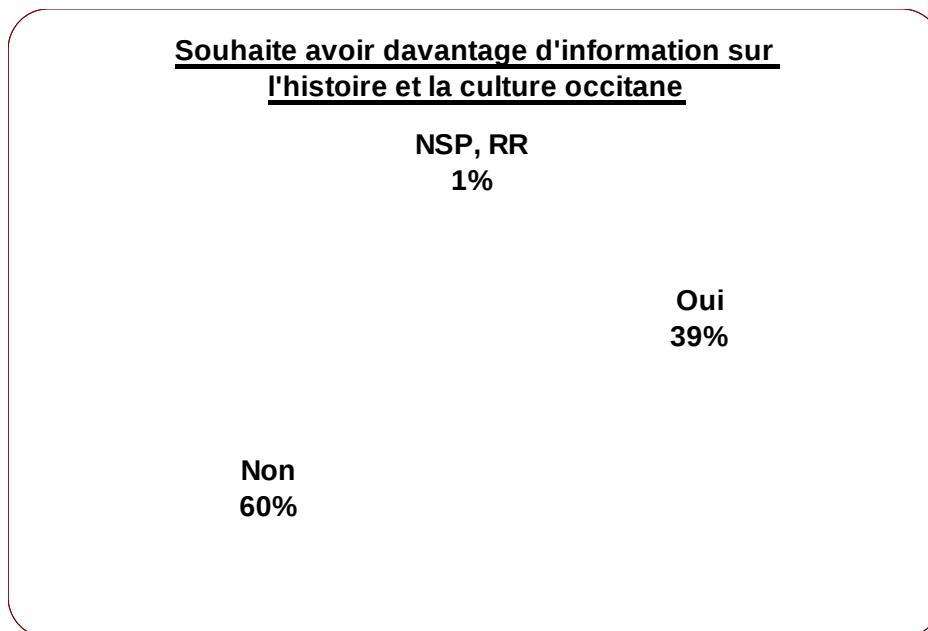 Souhaite avoir davantage d'information sur
l'histoire et la culture occitane
NSP, RR
1%
Oui
39%
Non
60%